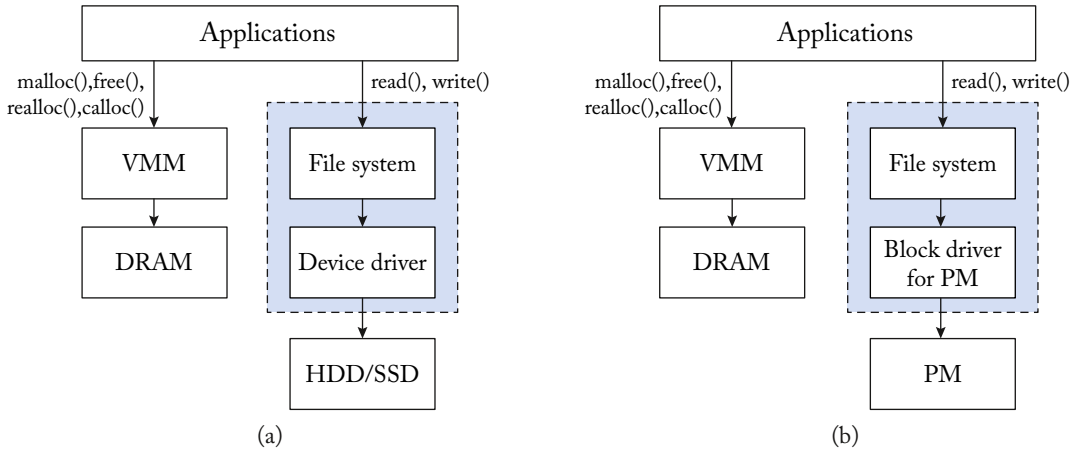 Applications
malloc(),free(),
realloc(),calloc()
read(), write()
VMM
File system
DRAM
Device driver
HDD/SSD
(a)
Applications
malloc(),free(),
realloc(),calloc()
read(), write()
VMM
File system
DRAM
Block driver
for PM
PM
(b)